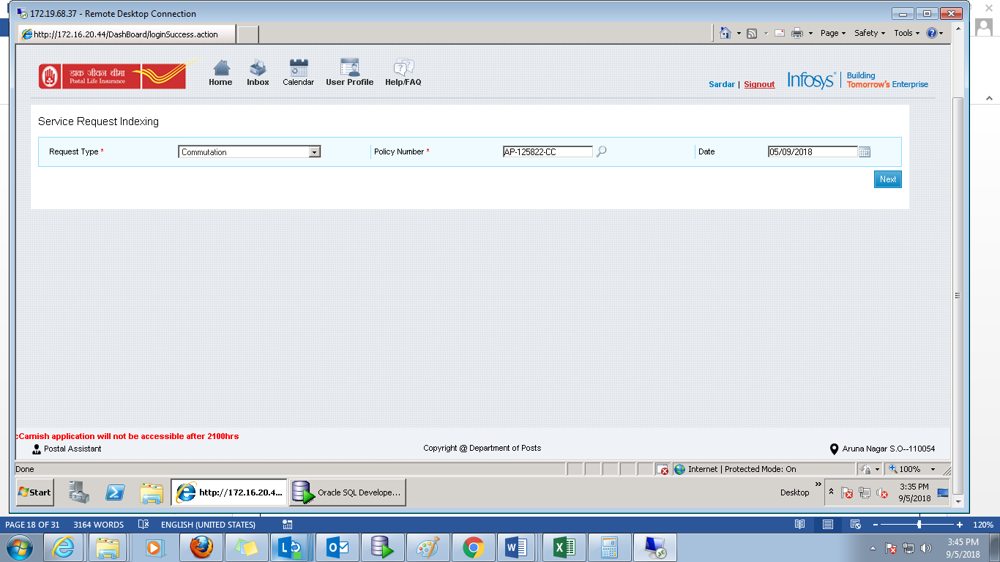 172.19.68.37 - Remote Desktop Connection
http://172.16.20.44/DashBoard/loginSuccess.action
Page Safety Tools
डाक जीवन बीमा
Postal Life Insurance
Home Inbox Calendar User Profile Help/FAQ
Sardar | Signout
Infosys® | Building Tomorrow's Enterprise
Service Request Indexing
Request Type * Commutation Policy Number * AP-125822-CC Date 05/09/2018
Next
cCamish application will not be accessible after 2100hrs
Postal Assistant Copyright @ Department of Posts Aruna Nagar S.O--110054
Done Internet | Protected Mode: On 100%
Start http://172.16.20.4... Oracle SQL Develope... Desktop 3:35 PM
9/5/2018
PAGE 18 OF 31 3164 WORDS ENGLISH (UNITED STATES) 120%
3:45 PM
9/5/2018